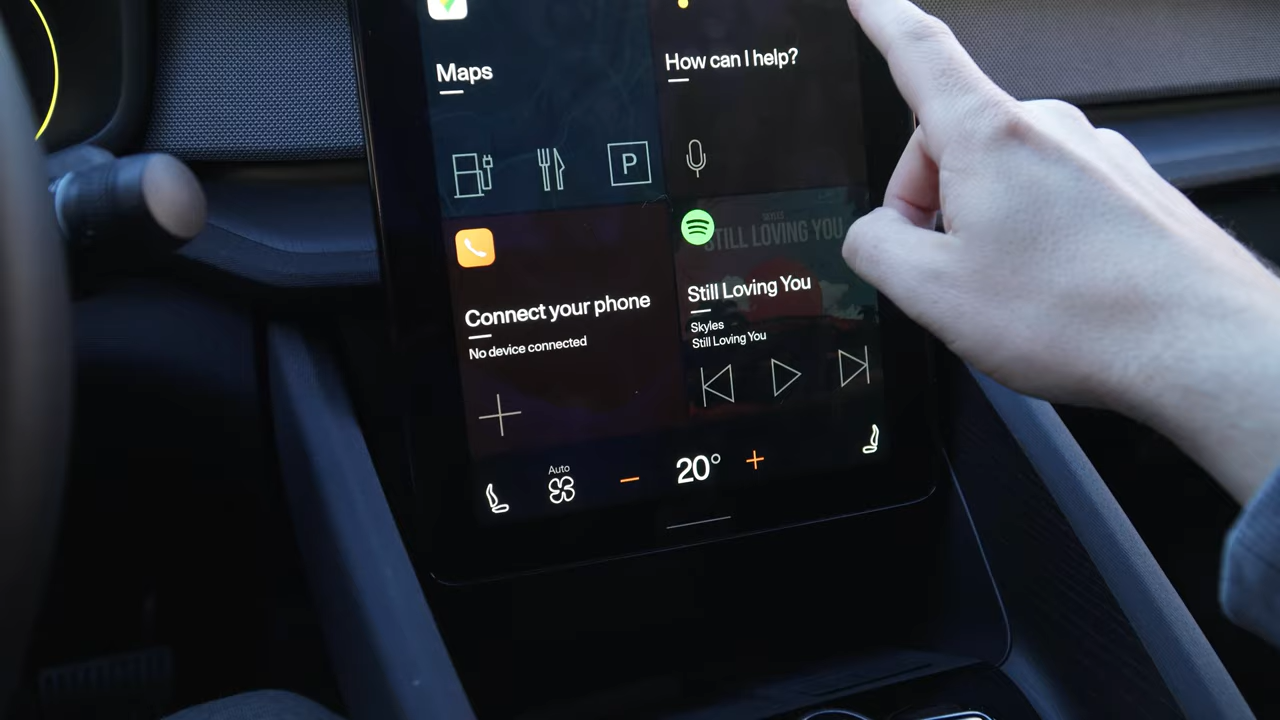 Maps
How can I help?
P
SKYLES
STILL LOVING YOU
Connect your phone
No device connected
Still Loving You
Skyles
Still Loving You
Auto
20°